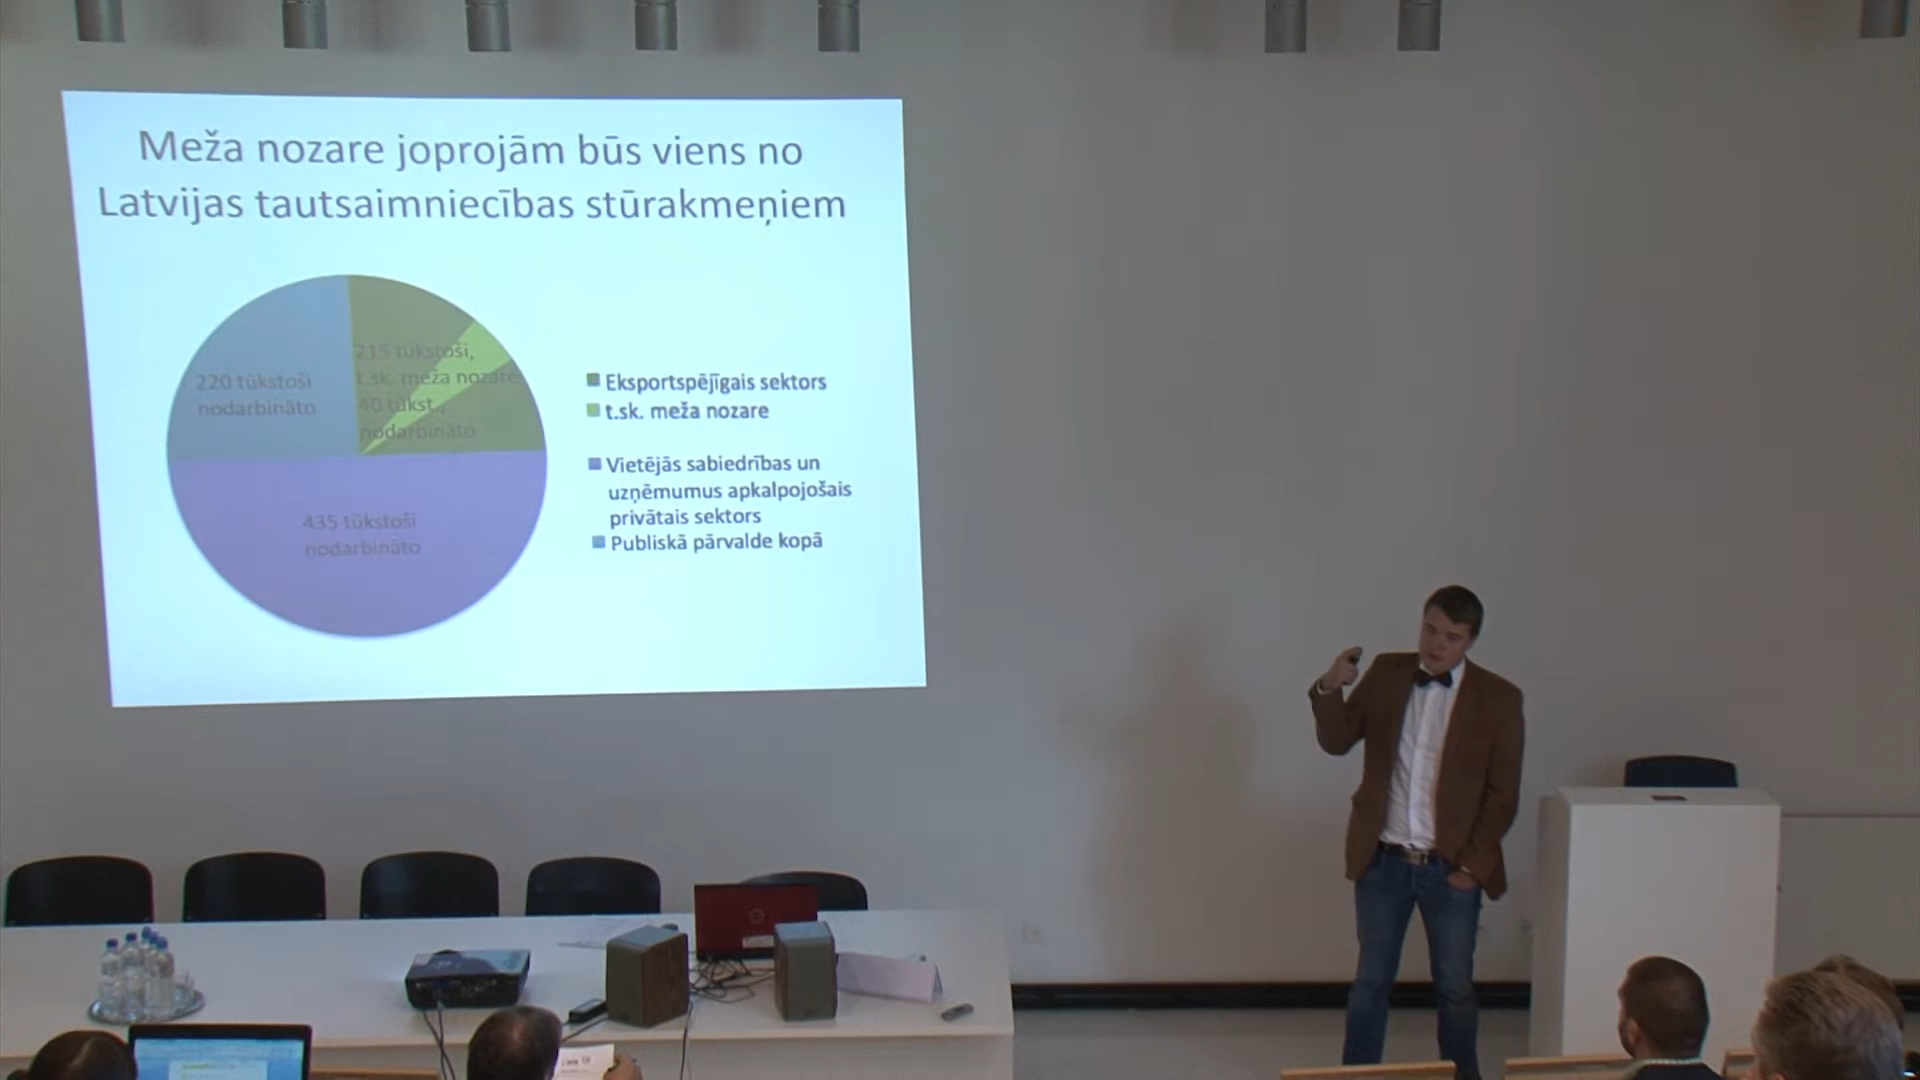 Meža nozare joprojām būs viens no
Latvijas tautsaimniecības stūrakmeņiem
220 tūkstoši
nodarbināto
215 tūkstoši,
t.sk. meža nozare
40 tūkst.,
nodarbināto
435 tūkstoši
nodarbināto
Eksportspējīgais sektors
t.sk. meža nozare
Vietējās sabiedrības un
uzņēmumus apkalpojošais
privātais sektors
Publiskā pārvalde kopā